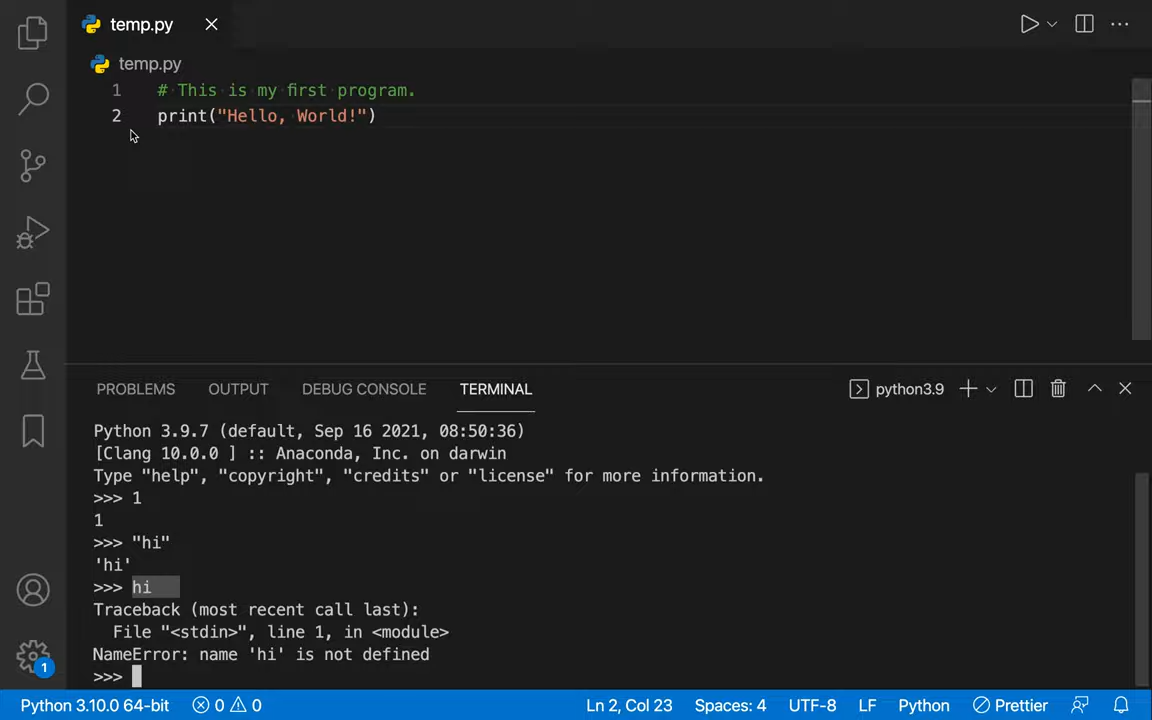 temp.py
temp.py
1 # This is my first program.
2 print("Hello, World!")
PROBLEMS OUTPUT DEBUG CONSOLE TERMINAL python3.9
Python 3.9.7 (default, Sep 16 2021, 08:50:36)
[Clang 10.0.0 ] :: Anaconda, Inc. on darwin
Type "help", "copyright", "credits" or "license" for more information.
>>> 1
1
>>> "hi"
'hi'
>>> hi
Traceback (most recent call last):
  File "<stdin>", line 1, in <module>
NameError: name 'hi' is not defined
>>>
1
Python 3.10.0 64-bit 0 0 Ln 2, Col 23 Spaces: 4 UTF-8 LF Python Prettier